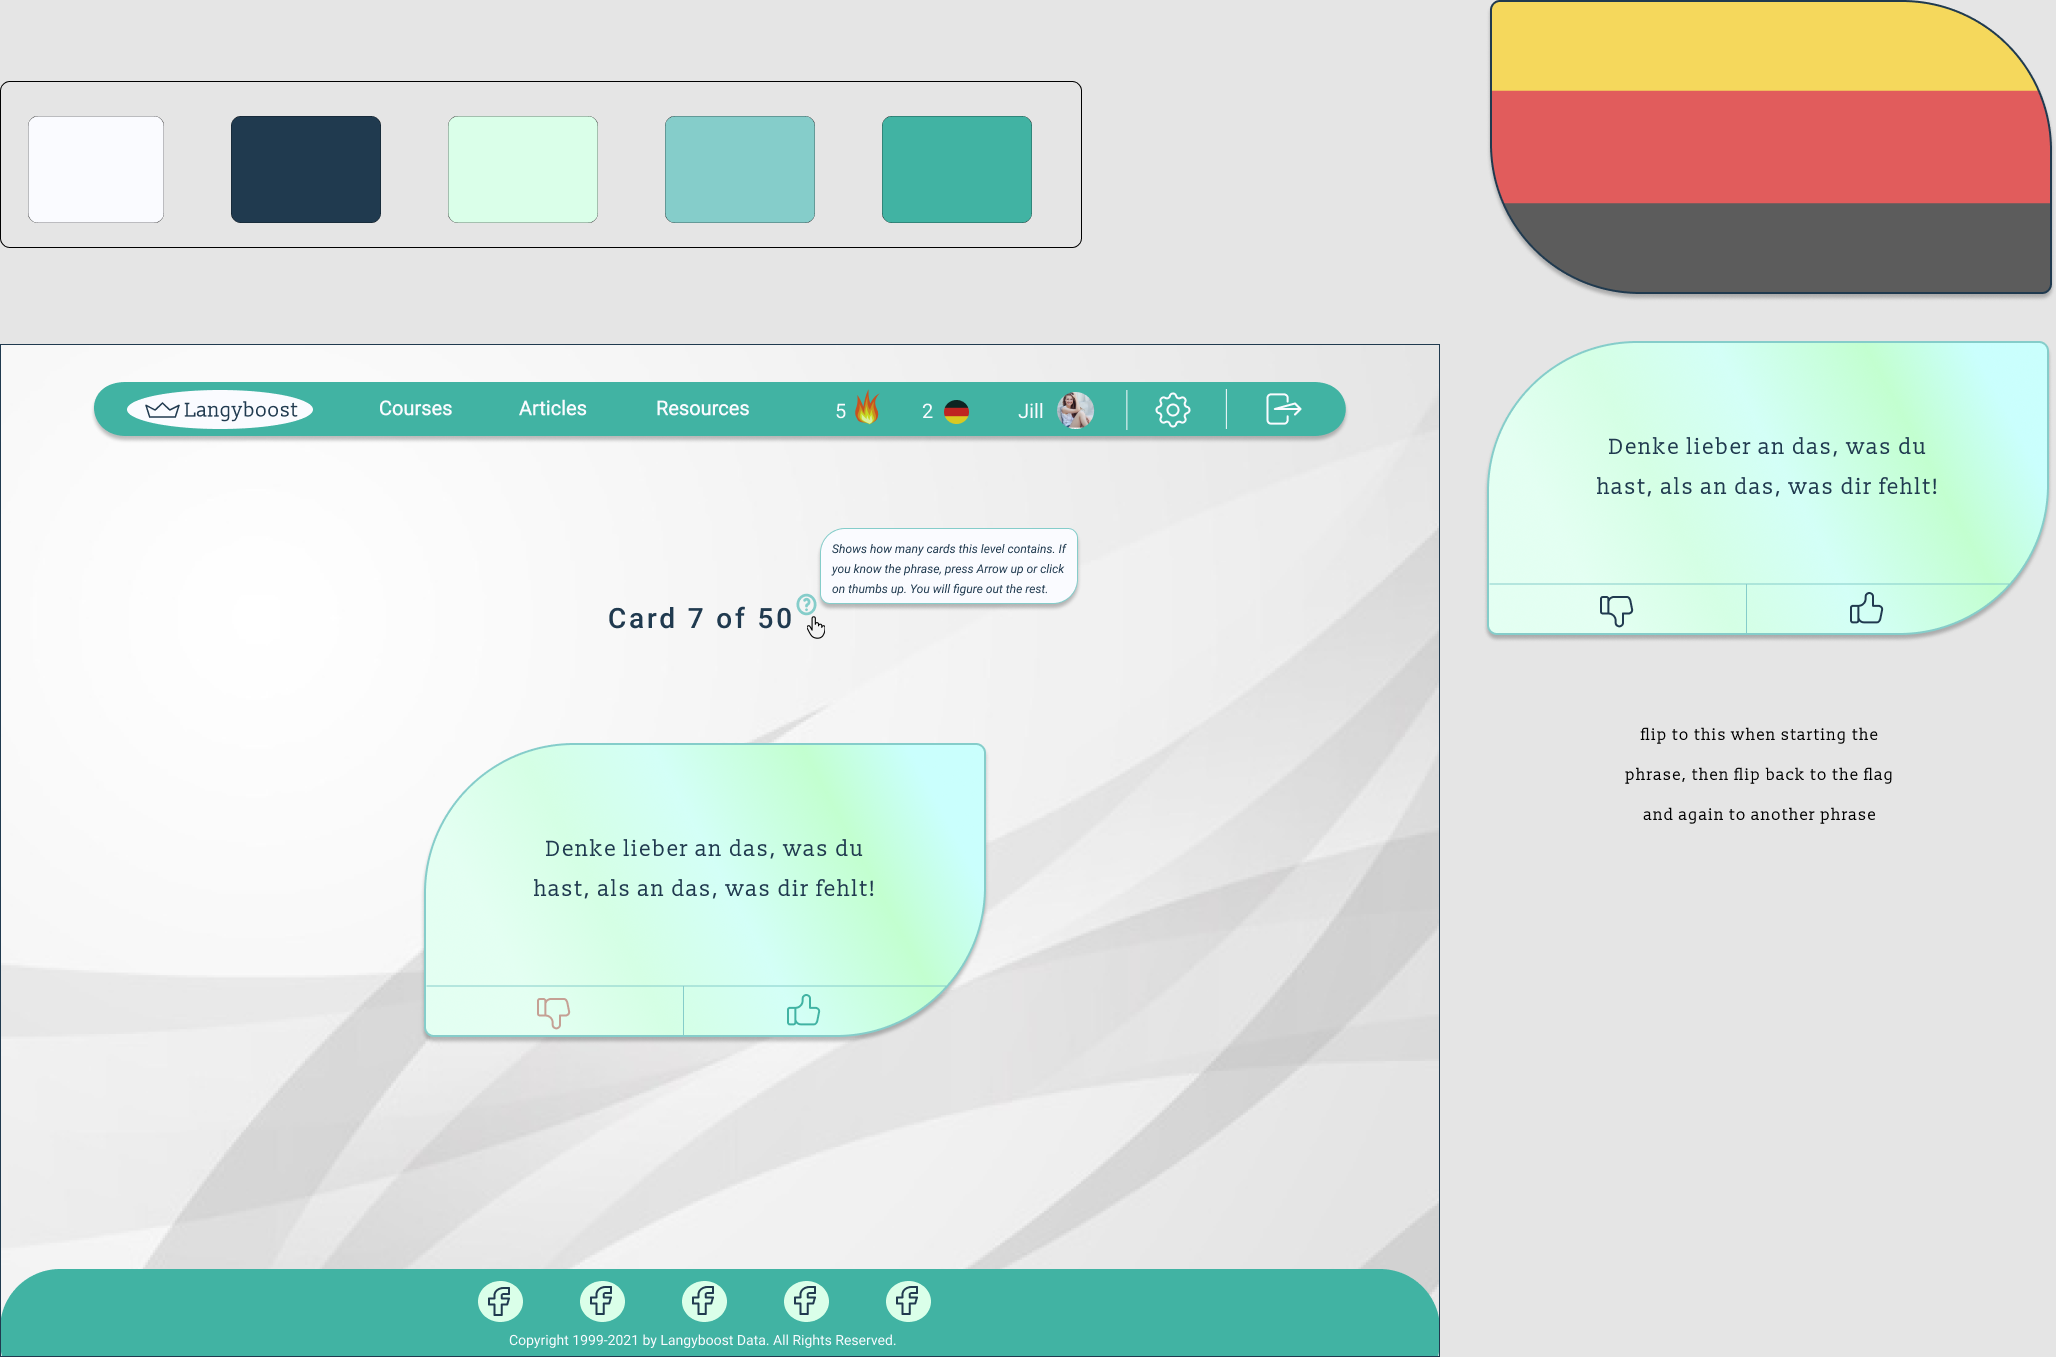 Langyboost
Courses
Articles
Resources
5
2
Jill
Shows how many cards this level contains. If
you know the phrase, press Arrow up or click
on thumbs up. You will figure out the rest.
Card 7 of 50
?
Denke lieber an das, was du
hast, als an das, was dir fehlt!
Copyright 1999-2021 by Langyboost Data. All Rights Reserved.
Denke lieber an das, was du
hast, als an das, was dir fehlt!
flip to this when starting the
phrase, then flip back to the flag
and again to another phrase